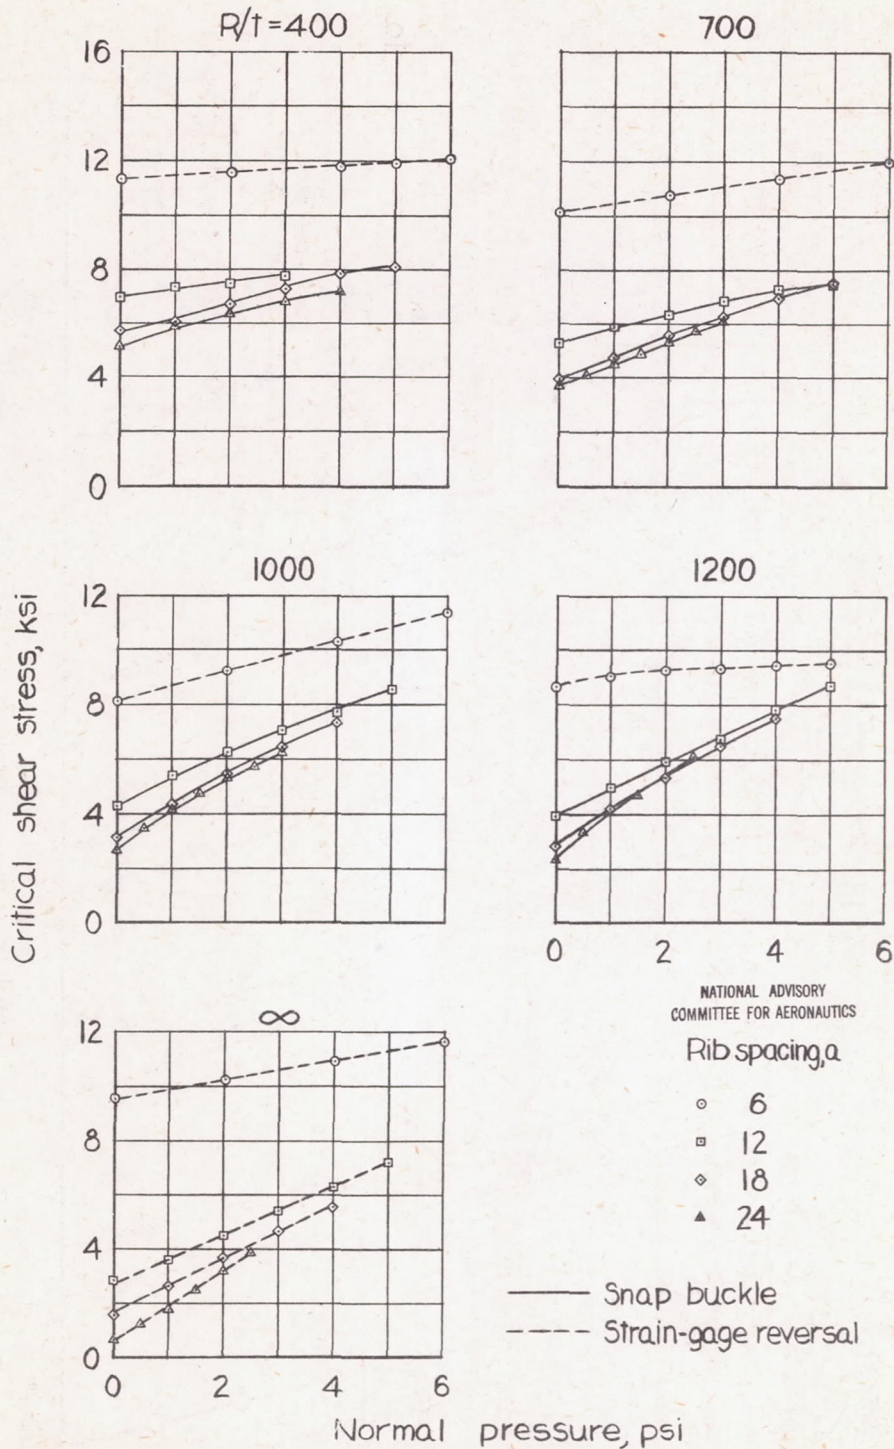 R/t=400
700
16
12
8
4
0
1000
1200
12
8
4
0
0 2 4 6
Critical shear stress, ksi
NATIONAL ADVISORY
COMMITTEE FOR AERONAUTICS
Rib spacing, a
6
12
18
24
Snap buckle
Strain-gage reversal
∞
12
8
4
0
0 2 4 6
Normal pressure, psi